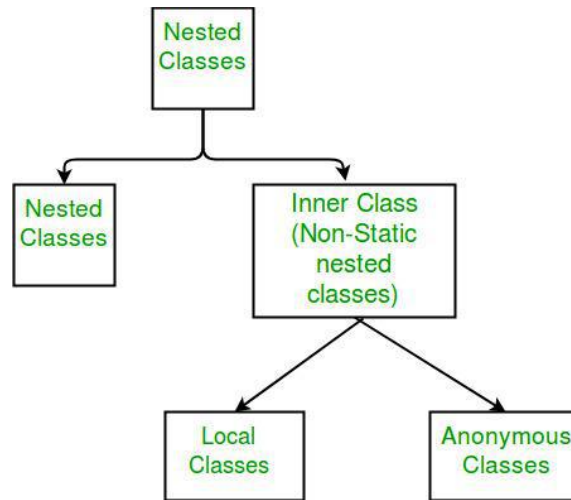 Nested
Classes
Nested
Classes
Inner Class
(Non-Static
nested
classes)
Local
Classes
Anonymous
Classes